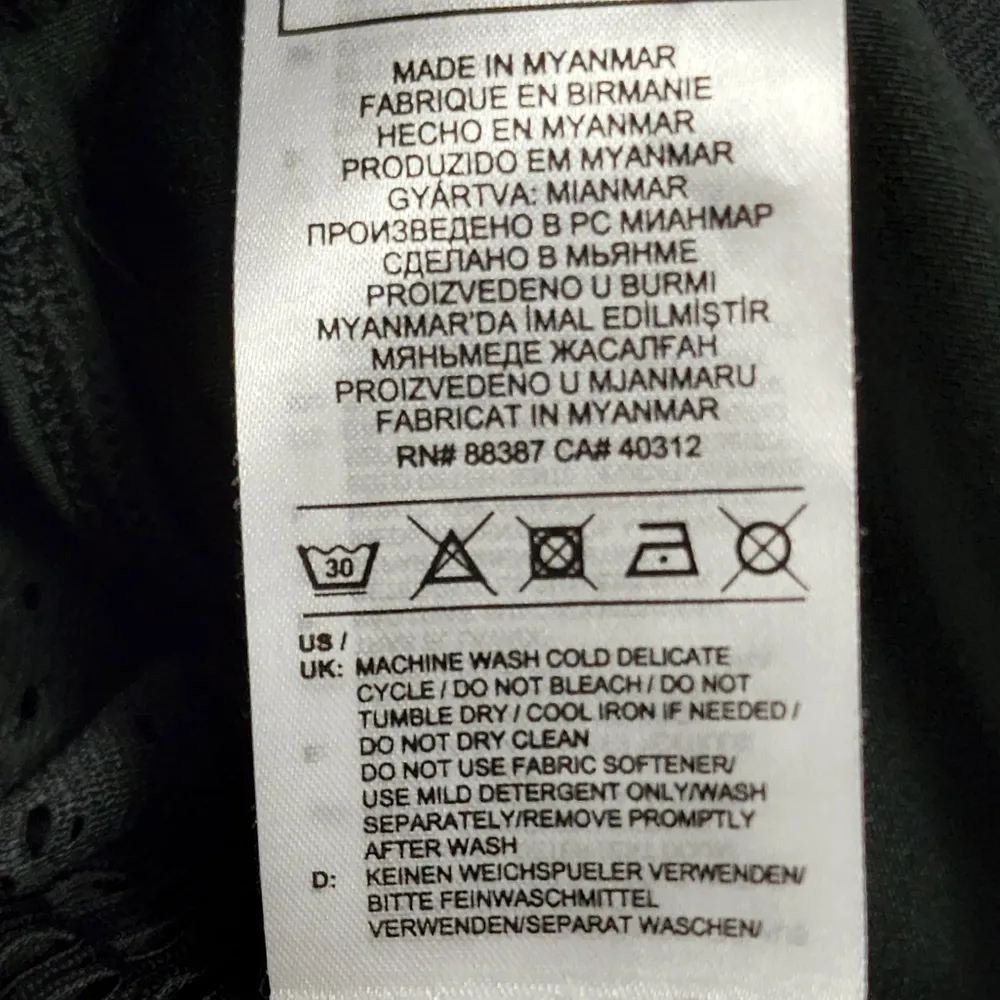 MADE IN MYANMAR
FABRIQUE EN BIRMANIE
HECHO EN MYANMAR
PRODUZIDO EM MYANMAR
GYÁRTVA: MIANMAR
ПРОИЗВЕДЕНО В РС МИАНМАР
СДЕЛАНО В МЬЯНМЕ
PROIZVEDENO U BURMI
MYANMAR'DA İMAL EDİLMİŞTİR
МЯНЬМЕДЕ ЖАСАЛҒАН
PROIZVEDENO U MJANMARU
FABRICAT IN MYANMAR
RN# 88387 CA# 40312
30
US /
UK: MACHINE WASH COLD DELICATE
CYCLE / DO NOT BLEACH / DO NOT
TUMBLE DRY / COOL IRON IF NEEDED /
DO NOT DRY CLEAN
DO NOT USE FABRIC SOFTENER/
USE MILD DETERGENT ONLY/WASH
SEPARATELY/REMOVE PROMPTLY
AFTER WASH
D: KEINEN WEICHSPUELER VERWENDEN/
BITTE FEINWASCHMITTEL
VERWENDEN/SEPARAT WASCHEN/